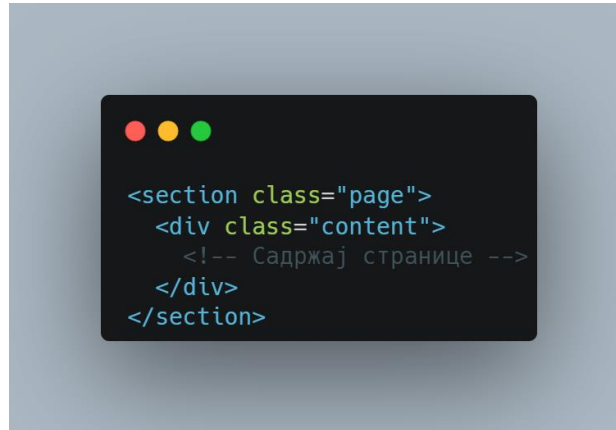 <section class="page">
  <div class="content">
    <!-- Садржај странице -->
  </div>
</section>